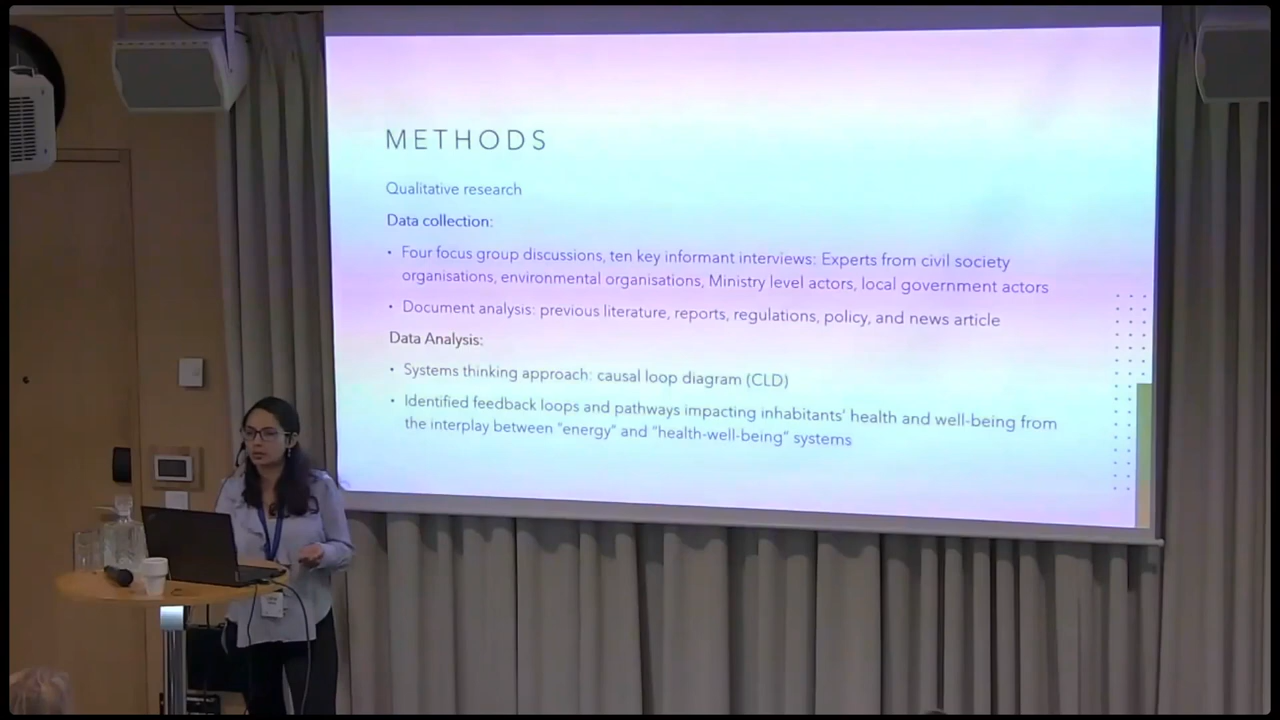 METHODS
Qualitative research
Data collection:
• Four focus group discussions, ten key informant interviews: Experts from civil society
organisations, environmental organisations, Ministry level actors, local government actors
• Document analysis: previous literature, reports, regulations, policy, and news article
Data Analysis:
• Systems thinking approach: causal loop diagram (CLD)
• Identified feedback loops and pathways impacting inhabitants' health and well-being from
the interplay between "energy" and "health-well-being" systems